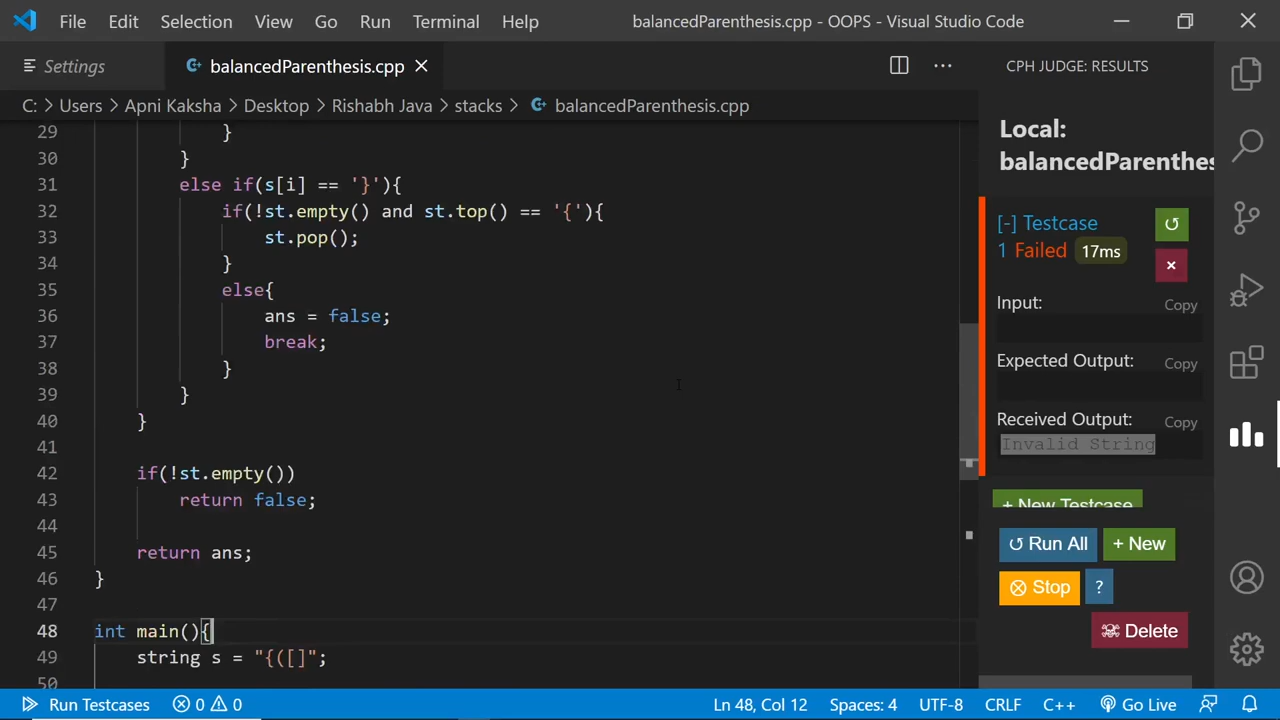 File Edit Selection View Go Run Terminal Help balancedParenthesis.cpp - OOPS - Visual Studio Code
Settings balancedParenthesis.cpp
C: > Users > Apni Kaksha > Desktop > Rishabh Java > stacks > balancedParenthesis.cpp
29 }
30 }
31 else if(s[i] == '}'){
32 if(!st.empty() and st.top() == '{'){
33 st.pop();
34 }
35 else{
36 ans = false;
37 break;
38 }
39 }
40 }
41
42 if(!st.empty())
43 return false;
44
45 return ans;
46 }
47
48 int main(){
49 string s = "{([]";
50
CPH JUDGE: RESULTS
Local:
balancedParenthes
[-] Testcase
1 Failed 17ms
Input: Copy
Expected Output: Copy
Received Output: Copy
Invalid String
+ New Testcase
Run All + New
Stop ?
Delete
Run Testcases 0 0 Ln 48, Col 12 Spaces: 4 UTF-8 CRLF C++ Go Live